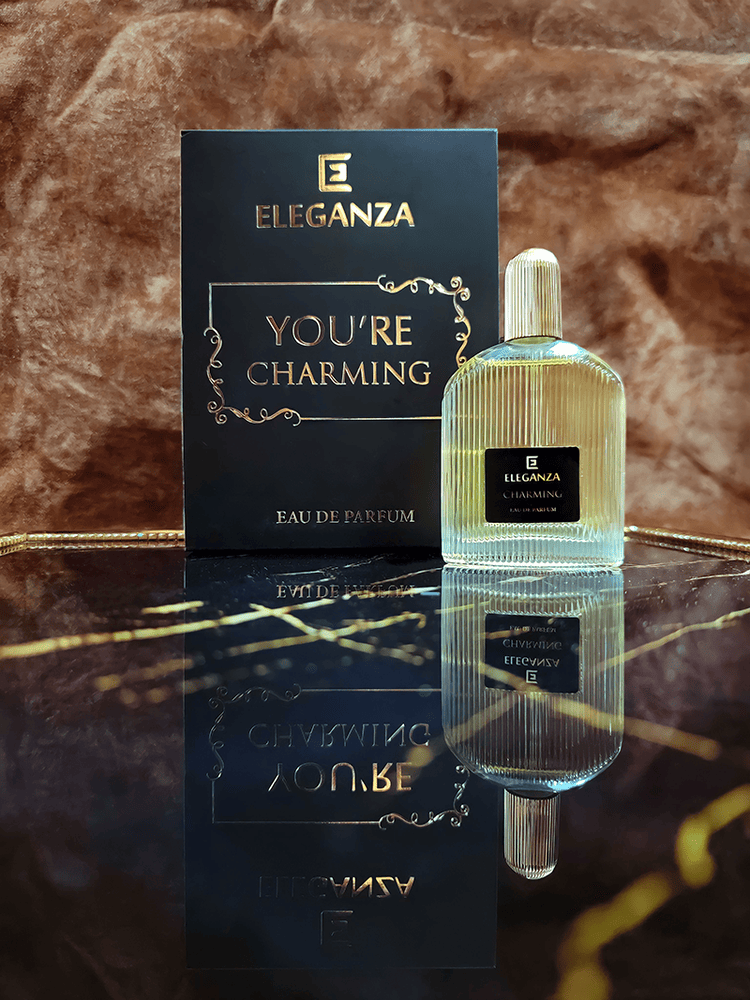 ELEGANZA
YOU'RE
CHARMING
EAU DE PARFUM
ELEGANZA
CHARMING
EAU DE PARFUM